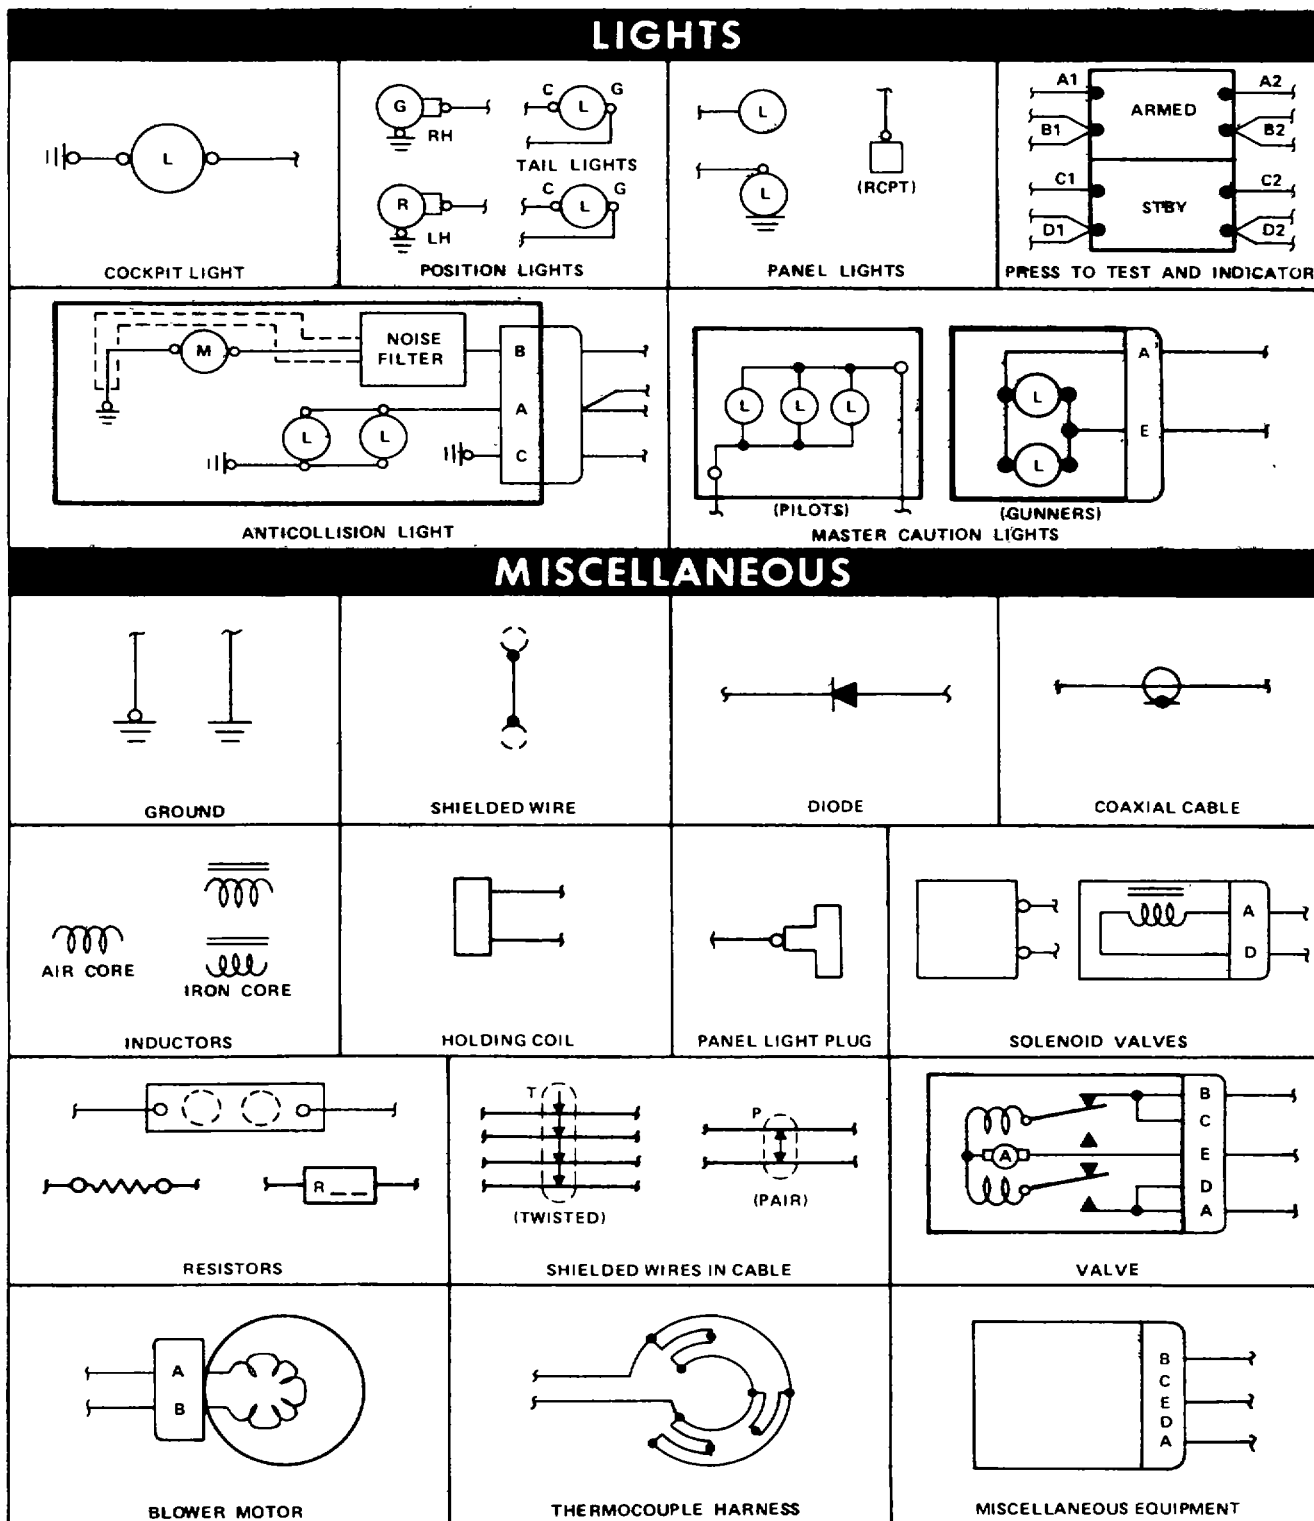 LIGHTS
L
COCKPIT LIGHT
G
RH
C L G
TAIL LIGHTS
R
LH
C L G
POSITION LIGHTS
L
L
(RCPT)
PANEL LIGHTS
A1 A2
ARMED
B1 B2
C1 C2
STBY
D1 D2
PRESS TO TEST AND INDICATOR
M
NOISE
FILTER
B
A
L L
C
ANTICOLLISION LIGHT
L L L
(PILOTS)
A
L
E
L
(GUNNERS)
MASTER CAUTION LIGHTS
MISCELLANEOUS
GROUND
SHIELDED WIRE
DIODE
COAXIAL CABLE
AIR CORE
IRON CORE
INDUCTORS
HOLDING COIL
PANEL LIGHT PLUG
A
D
SOLENOID VALVES
R _ _
RESISTORS
T
(TWISTED)
P
(PAIR)
SHIELDED WIRES IN CABLE
B
C
A E
D
A
VALVE
A
B
BLOWER MOTOR
THERMOCOUPLE HARNESS
B
C
E
D
A
MISCELLANEOUS EQUIPMENT